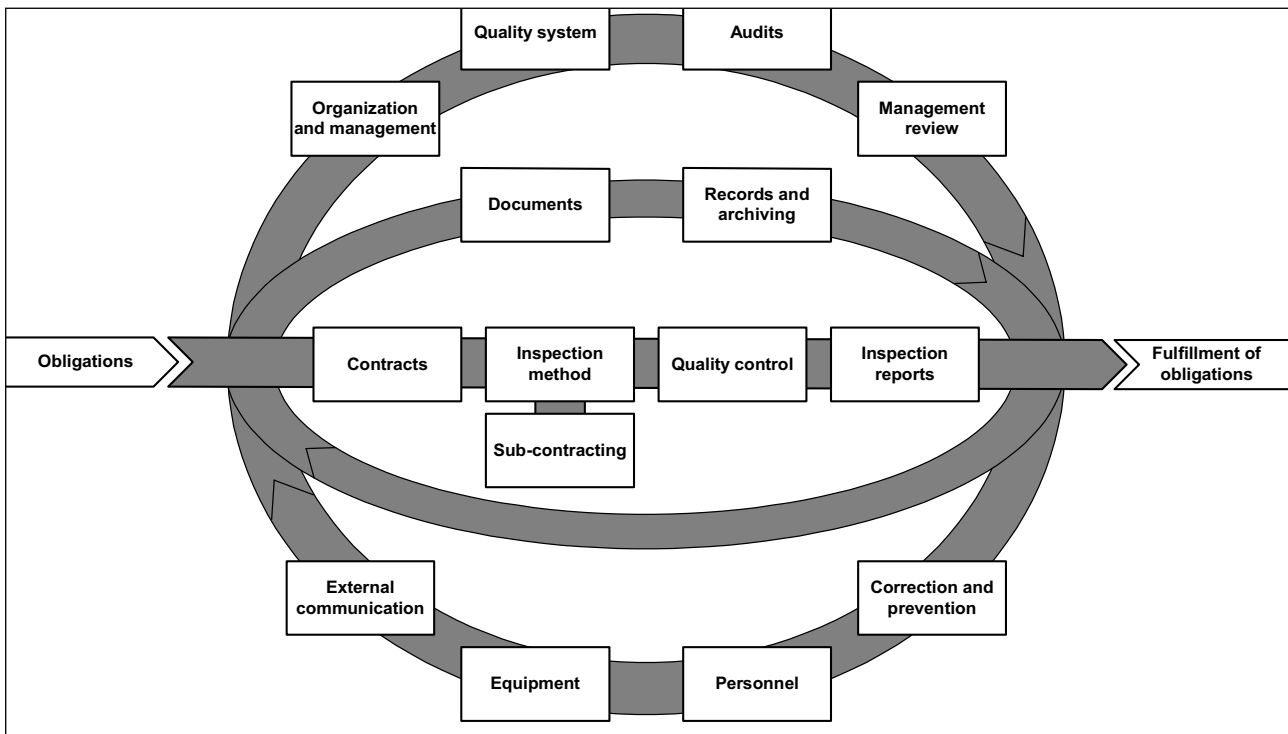 Quality system
Audits
Organization
and management
Management
review
Documents
Records and
archiving
Obligations
Contracts
Inspection
method
Quality control
Inspection
reports
Fulfillment of
obligations
Sub-contracting
External
communication
Correction and
prevention
Equipment
Personnel